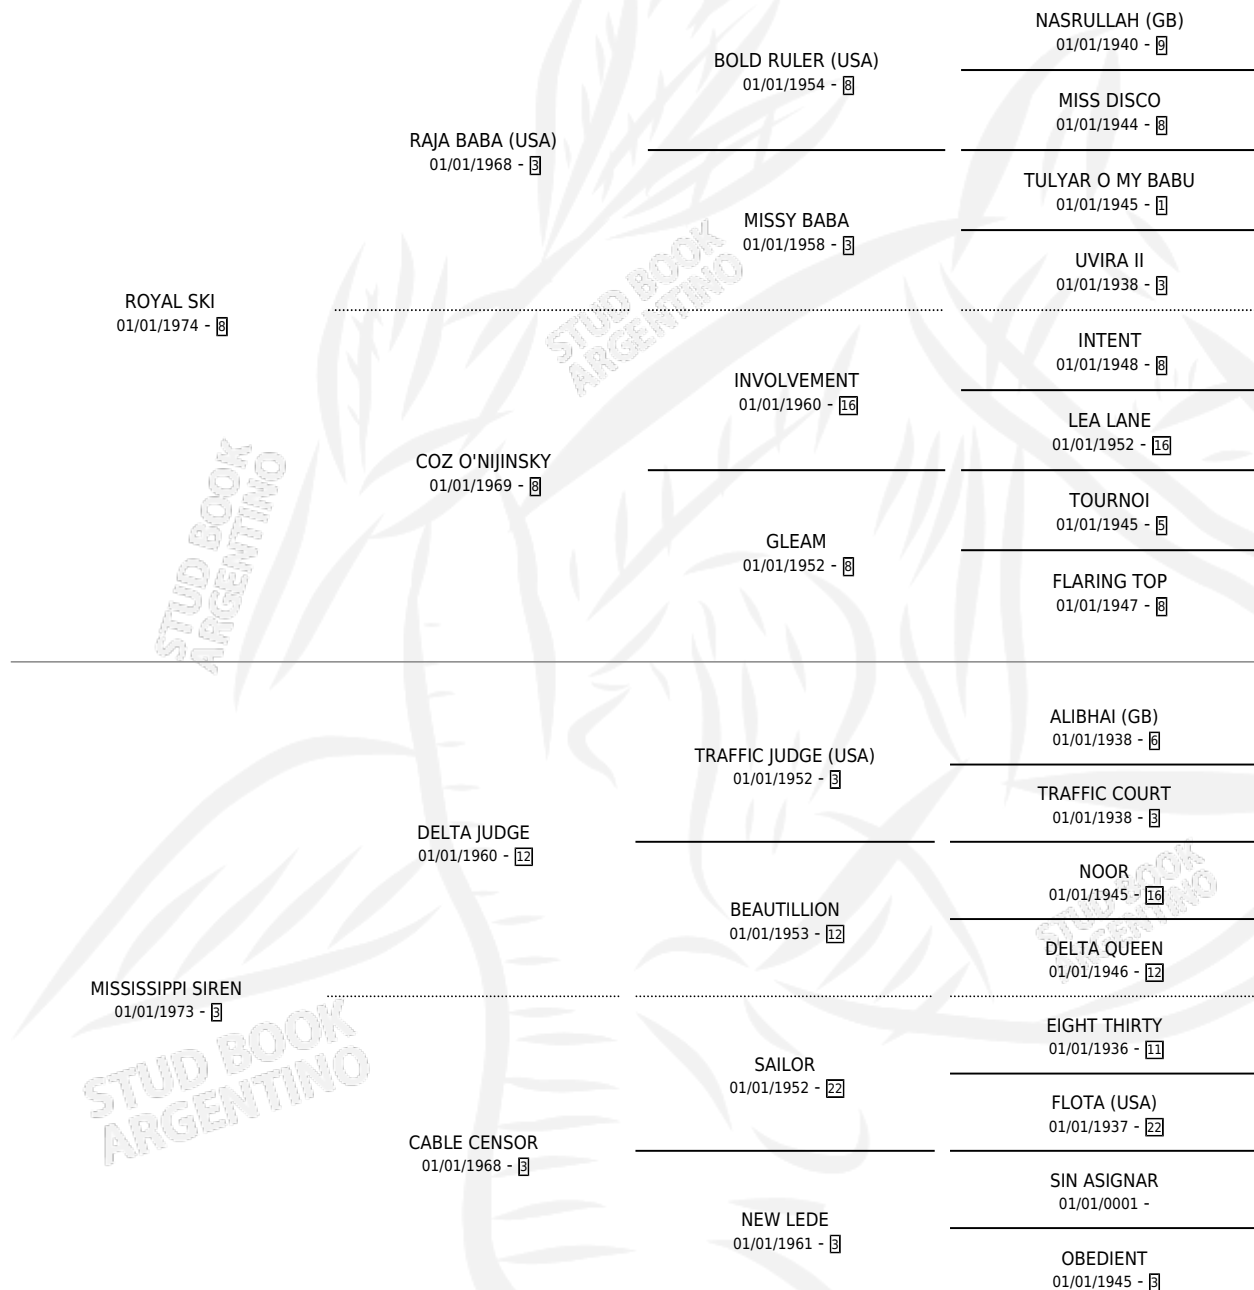 NASRULLAH (GB)
01/01/1940 - 9
BOLD RULER (USA)
01/01/1954 - 8
MISS DISCO
01/01/1944 - 8
RAJA BABA (USA)
01/01/1968 - 3
TULYAR O MY BABU
01/01/1945 - 1
MISSY BABA
01/01/1958 - 3
UVIRA II
01/01/1938 - 3
ROYAL SKI
01/01/1974 - 8
INTENT
01/01/1948 - 8
INVOLVEMENT
01/01/1960 - 16
LEA LANE
01/01/1952 - 16
COZ O'NIJINSKY
01/01/1969 - 8
TOURNOI
01/01/1945 - 5
GLEAM
01/01/1952 - 8
FLARING TOP
01/01/1947 - 8
ALIBHAI (GB)
01/01/1938 - 6
TRAFFIC JUDGE (USA)
01/01/1952 - 3
TRAFFIC COURT
01/01/1938 - 3
DELTA JUDGE
01/01/1960 - 12
NOOR
01/01/1945 - 16
BEAUTILLION
01/01/1953 - 12
DELTA QUEEN
01/01/1946 - 12
MISSISSIPPI SIREN
01/01/1973 - 3
EIGHT THIRTY
01/01/1936 - 11
SAILOR
01/01/1952 - 22
FLOTA (USA)
01/01/1937 - 22
CABLE CENSOR
01/01/1968 - 3
SIN ASIGNAR
01/01/0001 -
NEW LEDE
01/01/1961 - 3
OBEDIENT
01/01/1945 - 3
STUD BOOK
ARGENTINO
STUD BOOK
ARGENTINO
STUD BOOK
ARGENTINO
STUD BOOK
ARGENTINO